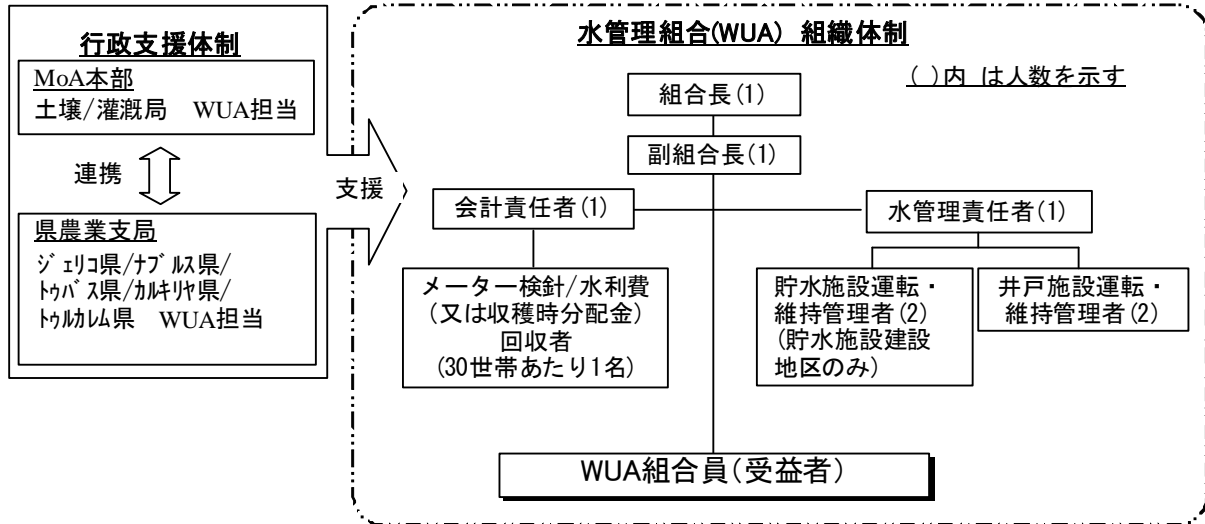 行政支援体制
MoA本部
土壌/灌漑局　WUA担当
連携
県農業支局
ｼﾞｪﾘｺ県/ﾅﾌﾞﾙｽ県/
ﾄｩﾊﾞｽ県/ｶﾙｷﾘﾔ県/
ﾄｩﾙｶﾚﾑ県　WUA担当
支援
水管理組合(WUA)　組織体制
(　)内　は人数を示す
組合長(1)
副組合長(1)
会計責任者(1)
水管理責任者(1)
メーター検針/水利費
(又は収穫時分配金)
回収者
(30世帯あたり1名)
貯水施設運転・
維持管理者(2)
(貯水施設建設
地区のみ)
井戸施設運転・
維持管理者(2)
WUA組合員(受益者)